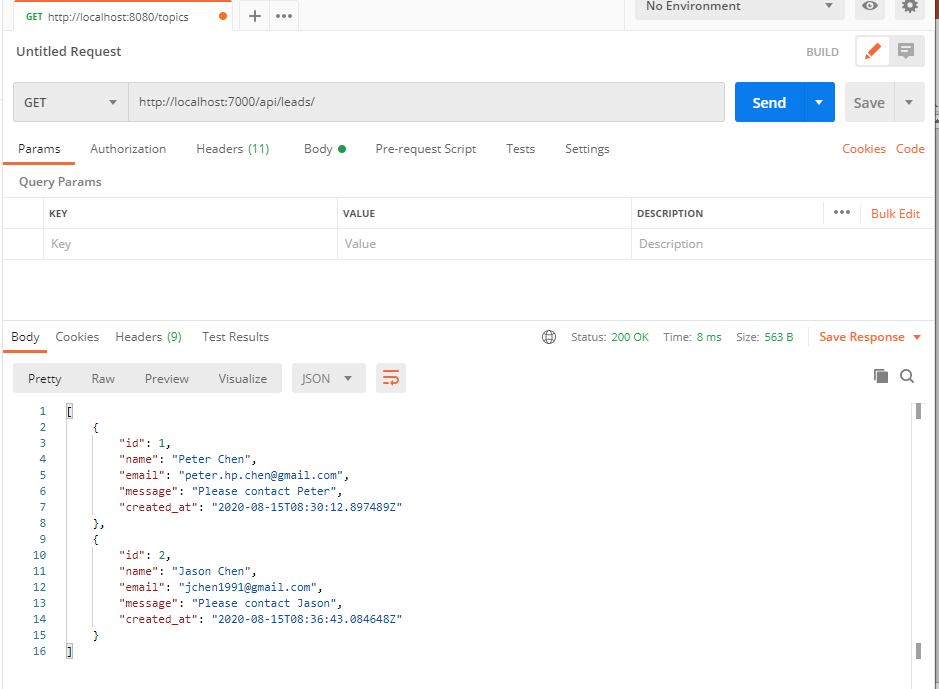 GET http://localhost:8080/topics
No Environment
Untitled Request
BUILD
GET http://localhost:7000/api/leads/ Send Save
Params Authorization Headers (11) Body Pre-request Script Tests Settings Cookies Code
Query Params
KEY VALUE DESCRIPTION Bulk Edit
Key Value Description
Body Cookies Headers (9) Test Results Status: 200 OK Time: 8 ms Size: 563 B Save Response
Pretty Raw Preview Visualize JSON
1 [
2 {
3 "id": 1,
4 "name": "Peter Chen",
5 "email": "peter.hp.chen@gmail.com",
6 "message": "Please contact Peter",
7 "created_at": "2020-08-15T08:30:12.897489Z"
8 },
9 {
10 "id": 2,
11 "name": "Jason Chen",
12 "email": "jchen1991@gmail.com",
13 "message": "Please contact Jason",
14 "created_at": "2020-08-15T08:36:43.084648Z"
15 }
16 ]